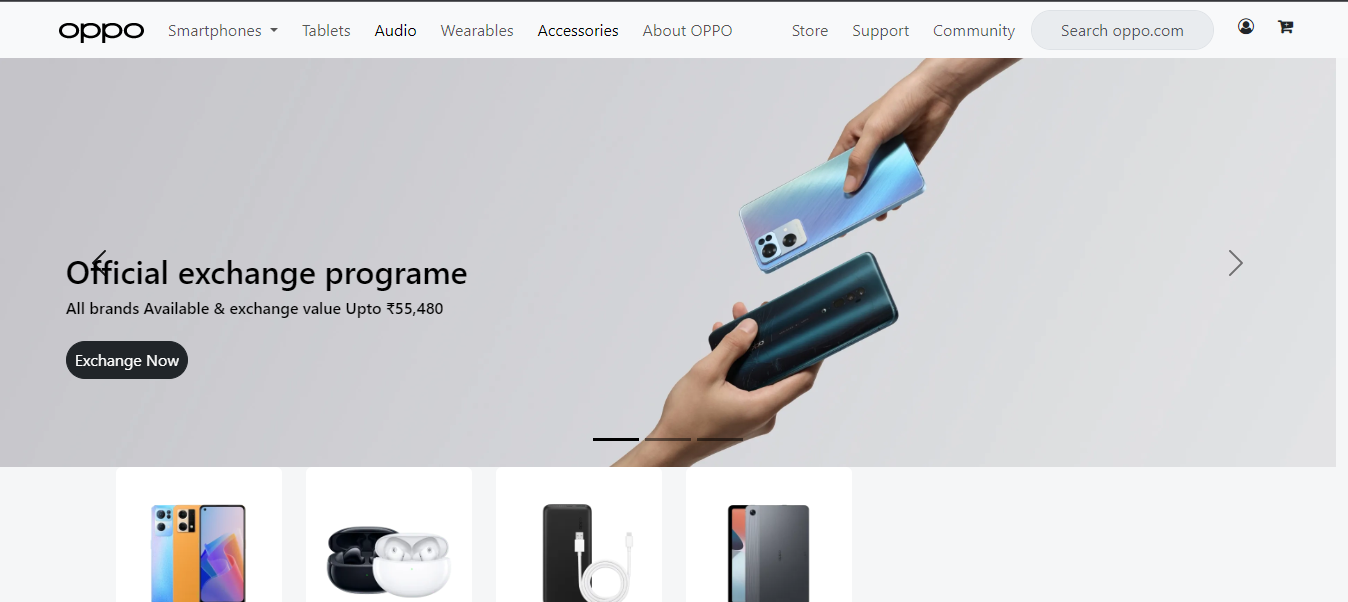 oppo Smartphones Tablets Audio Wearables Accessories About OPPO Store Support Community Search oppo.com
Official exchange programe
All brands Available & exchange value Upto ₹55,480
Exchange Now